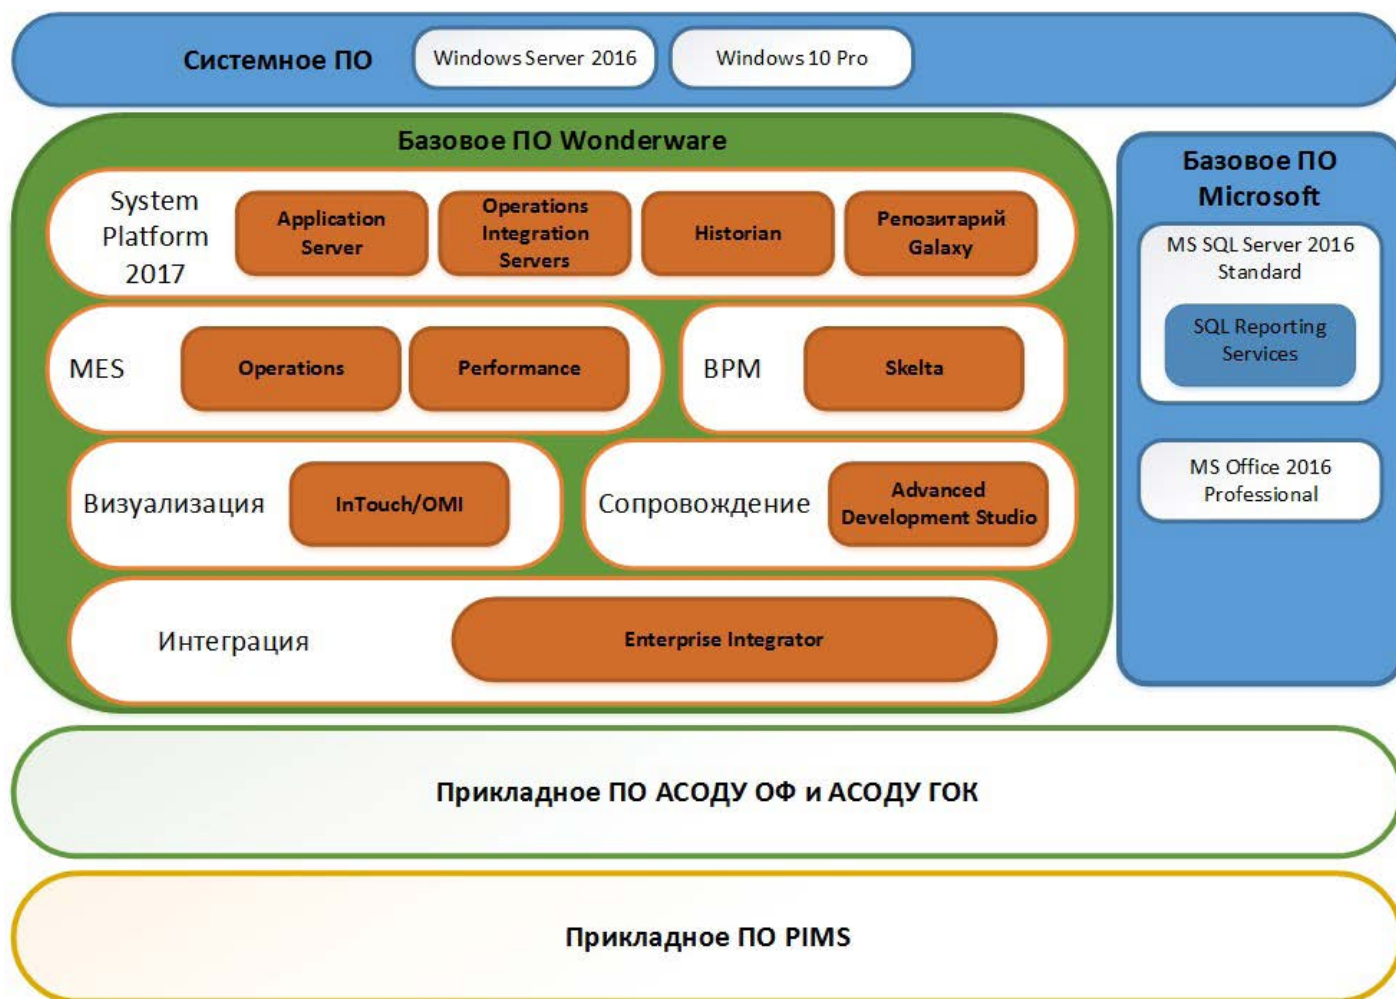 Системное ПО
Windows Server 2016
Windows 10 Pro
Базовое ПО Wonderware
System
Platform
2017
Application
Server
Operations
Integration
Servers
Historian
Репозитарий
Galaxy
MES
Operations
Performance
BPM
Skelta
Визуализация
InTouch/OMI
Сопровождение
Advanced
Development Studio
Интеграция
Enterprise Integrator
Базовое ПО
Microsoft
MS SQL Server 2016
Standard
SQL Reporting
Services
MS Office 2016
Professional
Прикладное ПО АСОДУ ОФ и АСОДУ ГОК
Прикладное ПО PIMS